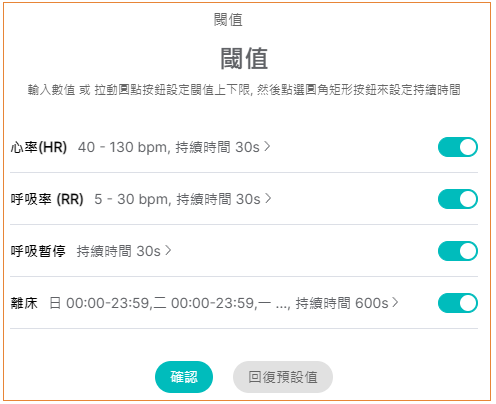 閾值
閾值
輸入數值 或 拉動圓點按鈕設定閾值上下限, 然後點選圓角矩形按鈕來設定持續時間
心率(HR) 40 - 130 bpm, 持續時間 30s >
呼吸率 (RR) 5 - 30 bpm, 持續時間 30s >
呼吸暫停 持續時間 30s >
離床 日 00:00-23:59,二 00:00-23:59,一 ..., 持續時間 600s >
確認 回復預設值